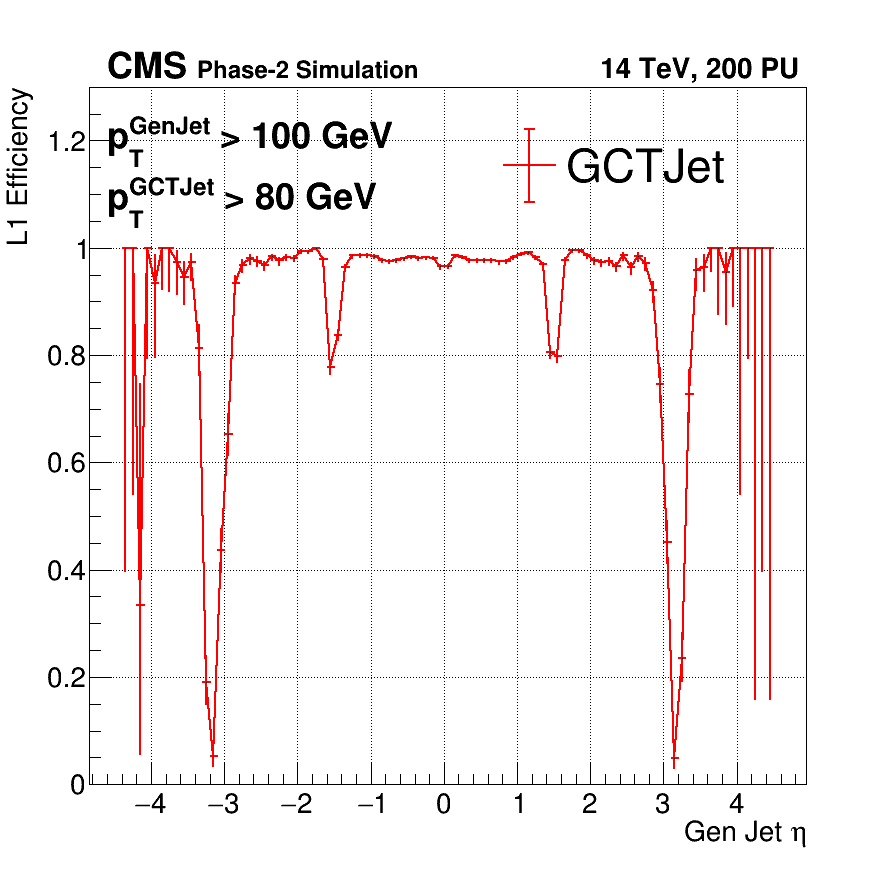 CMS Phase-2 Simulation 14 TeV, 200 PU
L1 Efficiency
p_T^GenJet > 100 GeV
p_T^GCTJet > 80 GeV
GCTJet
1.2
1
0.8
0.6
0.4
0.2
0
−4 −3 −2 −1 0 1 2 3 4
Gen Jet η